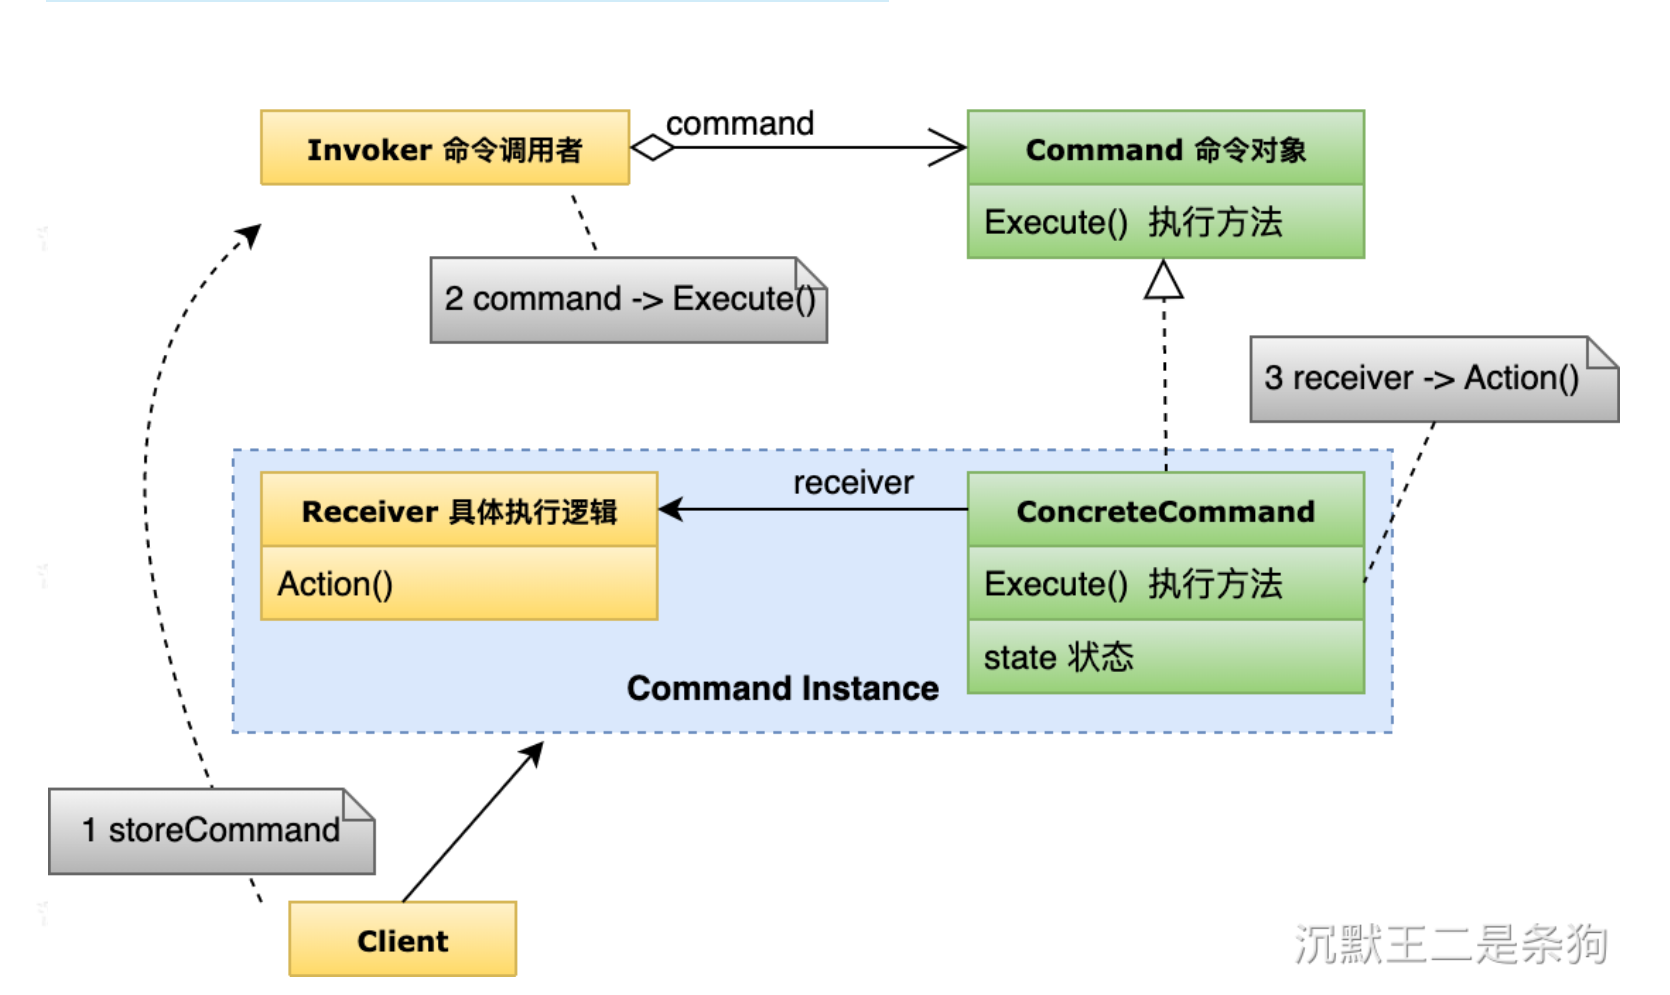 command
Invoker 命令调用者
Command 命令对象
Execute() 执行方法
2 command -> Execute()
3 receiver -> Action()
receiver
Receiver 具体执行逻辑
ConcreteCommand
Action()
Execute() 执行方法
state 状态
Command Instance
1 storeCommand
Client
沉默王二是条狗